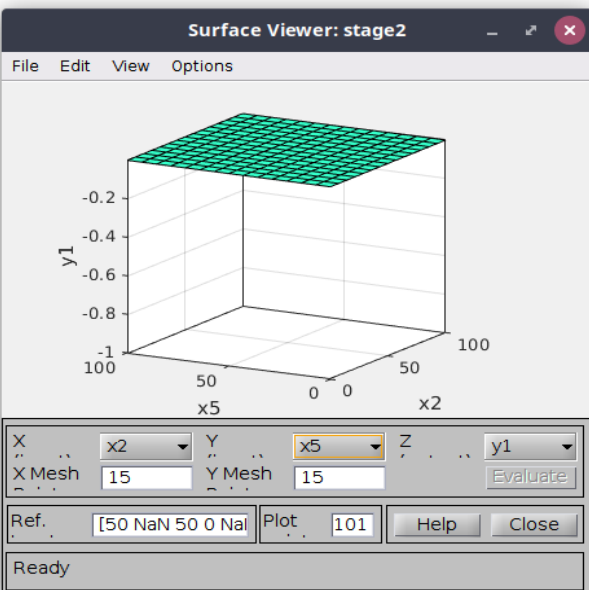 Surface Viewer: stage2
File Edit View Options
-0.2
-0.4
y1
-0.6
-0.8
-1
100
50
0
x5
0
50
100
x2
X x2 Y x5 Z y1
X Mesh 15 Y Mesh 15 Evaluate
Ref. [50 NaN 50 0 Nal Plot 101 Help Close
Ready